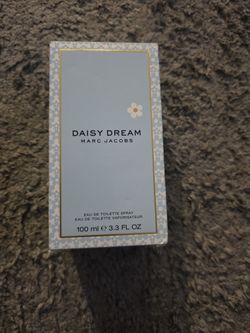 DAISY DREAM
MARC JACOBS
EAU DE TOILETTE SPRAY
EAU DE TOILETTE VAPORISATEUR
100 ml e 3.3 FL OZ